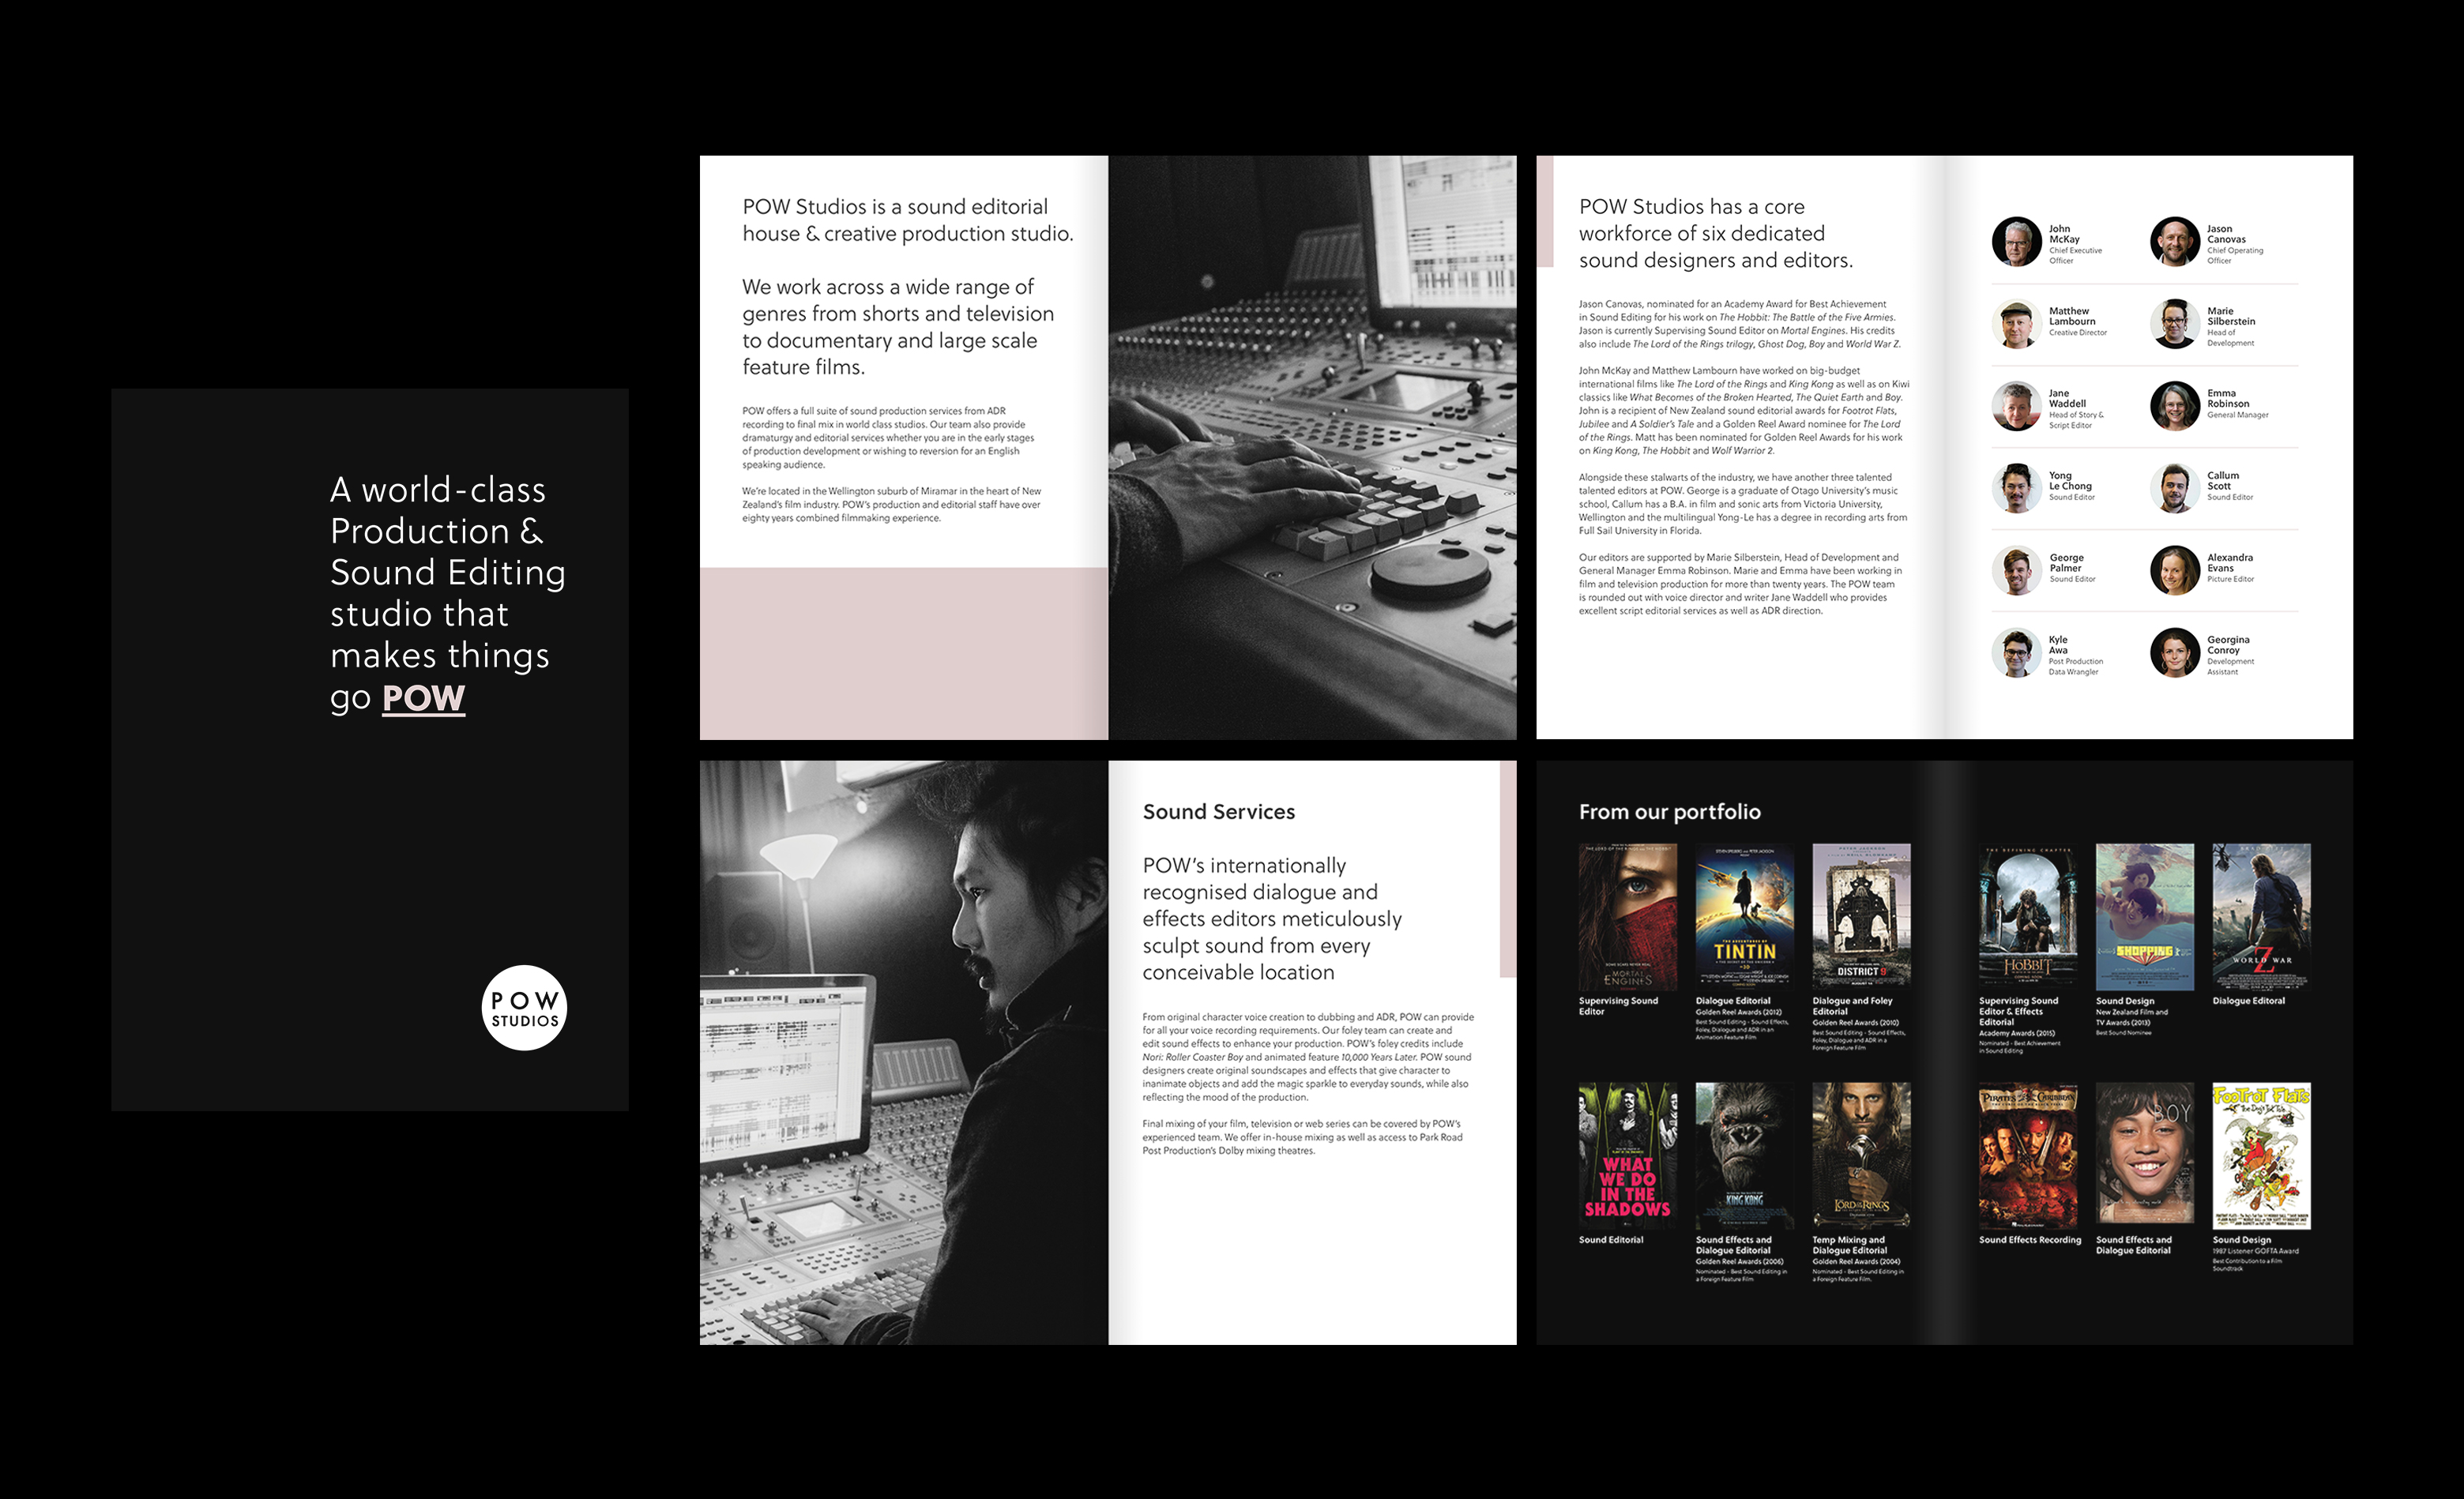 A world-class
Production &
Sound Editing
studio that
makes things
go POW
POW
STUDIOS
POW Studios is a sound editorial
house & creative production studio.
We work across a wide range of
genres from shorts and television
to documentary and large scale
feature films.
POW offers a full suite of sound production services from ADR
recording to final mix in world class studios. Our team also provide
dramaturgy and editorial services whether you are in the early stages
of production development or wishing to reversion for an English
speaking audience.
We're located in the Wellington suburb of Miramar in the heart of New
Zealand's film industry. POW's production and editorial staff have over
eighty years combined filmmaking experience.
POW Studios has a core
workforce of six dedicated
sound designers and editors.
Jason Canovas, nominated for an Academy Award for Best Achievement
in Sound Editing for his work on The Hobbit: The Battle of the Five Armies.
Jason is currently Supervising Sound Editor on Mortal Engines. His credits
also include The Lord of the Rings trilogy, Ghost Dog, Boy and World War Z.
John McKay and Matthew Lambourn have worked on big-budget
international films like The Lord of the Rings and King Kong as well as on Kiwi
classics like What Becomes of the Broken Hearted, The Quiet Earth and Boy.
John is a recipient of New Zealand sound editorial awards for Footrot Flats,
Jubilee and A Soldier's Tale and a Golden Reel Award nominee for The Lord
of the Rings. Matt has been nominated for Golden Reel Awards for his work
on King Kong, The Hobbit and Wolf Warrior 2.
Alongside these stalwarts of the industry, we have another three talented
talented editors at POW. George is a graduate of Otago University's music
school, Callum has a B.A. in film and sonic arts from Victoria University,
Wellington and the multilingual Yong-Le has a degree in recording arts from
Full Sail University in Florida.
Our editors are supported by Marie Silberstein, Head of Development and
General Manager Emma Robinson. Marie and Emma have been working in
film and television production for more than twenty years. The POW team
is rounded out with voice director and writer Jane Waddell who provides
excellent script editorial services as well as ADR direction.
John
McKay
Chief Executive
Officer
Jason
Canovas
Chief Operating
Officer
Matthew
Lambourn
Creative Director
Marie
Silberstein
Head of
Development
Jane
Waddell
Head of Story &
Script Editor
Emma
Robinson
General Manager
Yong
Le Chong
Sound Editor
Callum
Scott
Sound Editor
George
Palmer
Sound Editor
Alexandra
Evans
Picture Editor
Kyle
Awa
Post Production
Data Wrangler
Georgina
Conroy
Development
Assistant
Sound Services
POW's internationally
recognised dialogue and
effects editors meticulously
sculpt sound from every
conceivable location
From original character voice creation to dubbing and ADR, POW can provide
for all your voice recording requirements. Our foley team can create and
edit sound effects to enhance your production. POW's foley credits include
Nori: Roller Coaster Boy and animated feature 10,000 Years Later. POW sound
designers create original soundscapes and effects that give character to
inanimate objects and add the magic sparkle to everyday sounds, while also
reflecting the mood of the production.
Final mixing of your film, television or web series can be covered by POW's
experienced team. We offer in-house mixing as well as access to Park Road
Post Production's Dolby mixing theatres.
From our portfolio
MORTAL
ENGINES
Supervising Sound
Editor
THE ADVENTURES OF
TINTIN
Dialogue Editorial
Golden Reel Awards (2012)
Best Sound Editing - Sound Effects,
Foley, Dialogue and ADR in an
Animation Feature Film
DISTRICT 9
Dialogue and Foley
Editorial
Golden Reel Awards (2010)
Best Sound Editing - Sound Effects,
Foley, Dialogue and ADR in a
Foreign Feature Film
THE DEFINING CHAPTER
HOBBIT
Supervising Sound
Editor & Effects
Editorial
Academy Awards (2015)
Nominated - Best Achievement
in Sound Editing
SHOPPING
Sound Design
New Zealand Film and
TV Awards (2013)
Best Sound Nominee
WORLD WAR
Z
Dialogue Editoral
WHAT
WE DO
IN THE
SHADOWS
Sound Editorial
KING KONG
Sound Effects and
Dialogue Editorial
Golden Reel Awards (2006)
Nominated - Best Sound Editing in
a Foreign Feature Film
THE LORD OF THE RINGS
Temp Mixing and
Dialogue Editorial
Golden Reel Awards (2004)
Nominated - Best Sound Editing in
a Foreign Feature Film.
PIRATES OF THE CARIBBEAN
Sound Effects Recording
BOY
Sound Effects and
Dialogue Editorial
FOOTROT FLATS
The Dog's Tale
Sound Design
1987 Listener GOFTA Award
Best Contribution to a Film
Soundtrack